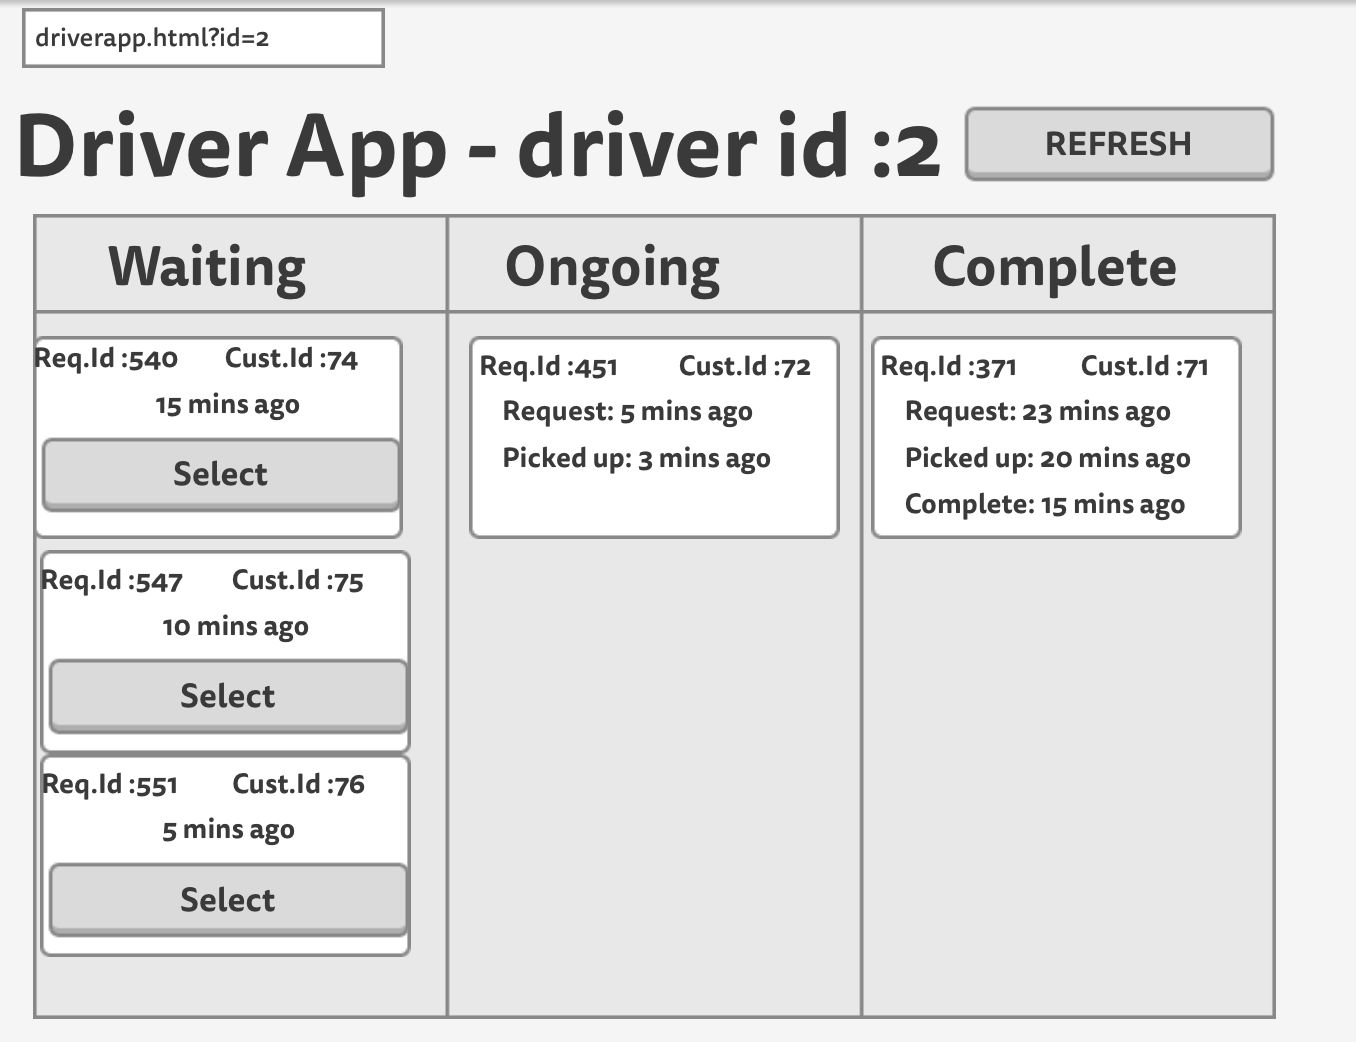 driverapp.html?id=2
Driver App - driver id :2
REFRESH
Waiting
Ongoing
Complete
Req.Id :540 Cust.Id :74
15 mins ago
Select
Req.Id :547 Cust.Id :75
10 mins ago
Select
Req.Id :551 Cust.Id :76
5 mins ago
Select
Req.Id :451 Cust.Id :72
Request: 5 mins ago
Picked up: 3 mins ago
Req.Id :371 Cust.Id :71
Request: 23 mins ago
Picked up: 20 mins ago
Complete: 15 mins ago